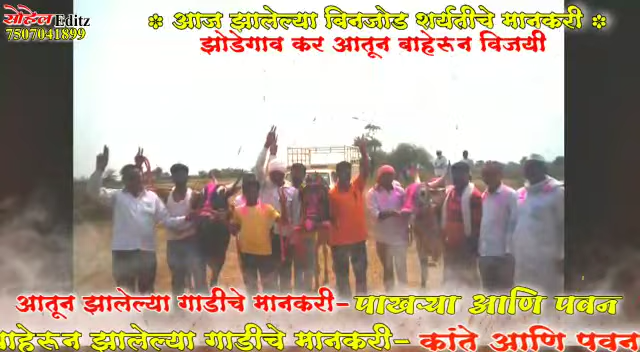 सोहेल Editz
7507041899
आज झालेल्या बिनजोड शर्यतीचे मानकरी
झोडेगाव कर आतून बाहेरून विजयी
आतून झालेल्या गाडीचे मानकरी- पाखऱ्या आणि पवन
बाहेरून झालेल्या गाडीचे मानकरी- कांते आणि पवन